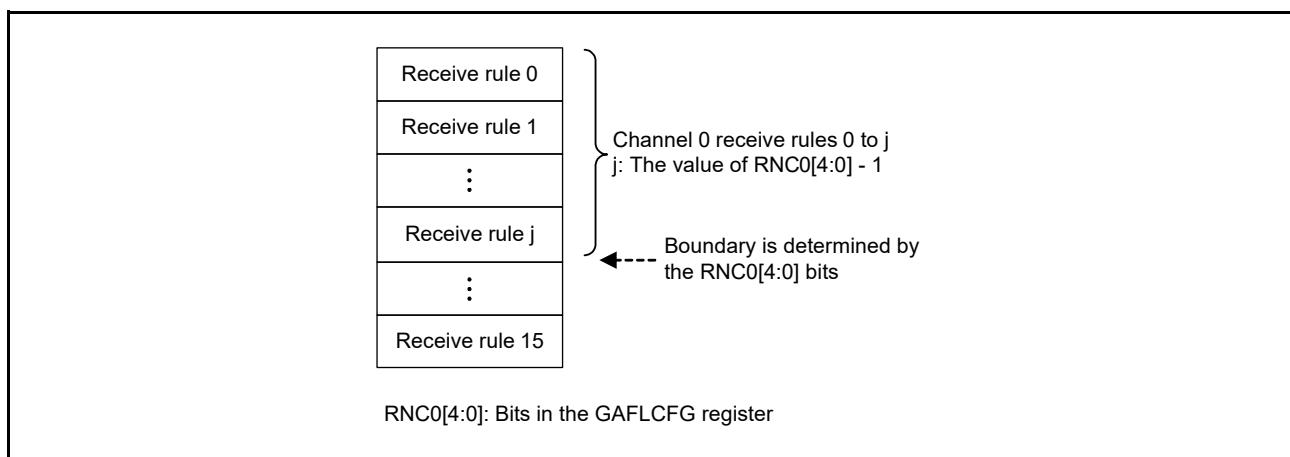 Receive rule 0
Receive rule 1
Channel 0 receive rules 0 to j
j: The value of RNC0[4:0] - 1
Receive rule j
Boundary is determined by
the RNC0[4:0] bits
Receive rule 15
RNC0[4:0]: Bits in the GAFLCFG register